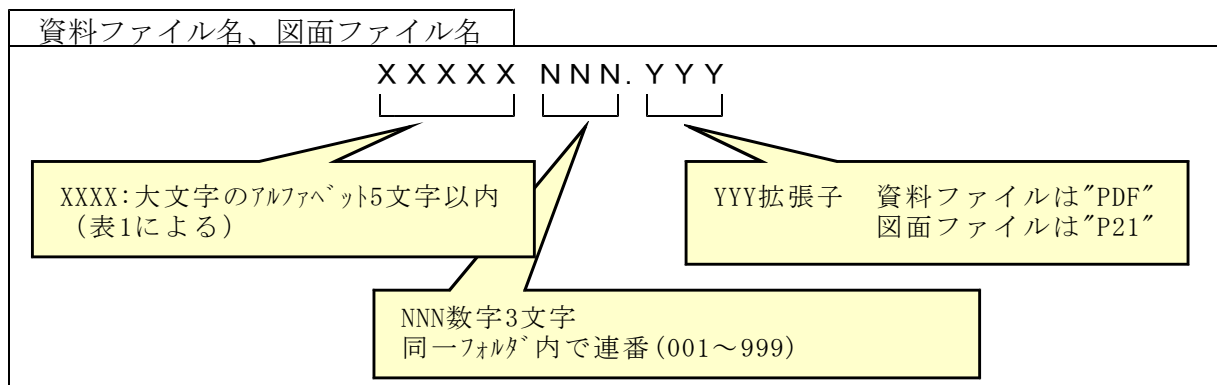 資料ファイル名、図面ファイル名
XXXXX NNN.YYY
XXXX:大文字のｱﾙﾌｧﾍﾞｯﾄ5文字以内
(表1による)
YYY拡張子 資料ファイルは"PDF"
図面ファイルは"P21"
NNN数字3文字
同一ﾌｫﾙﾀﾞ内で連番(001～999)